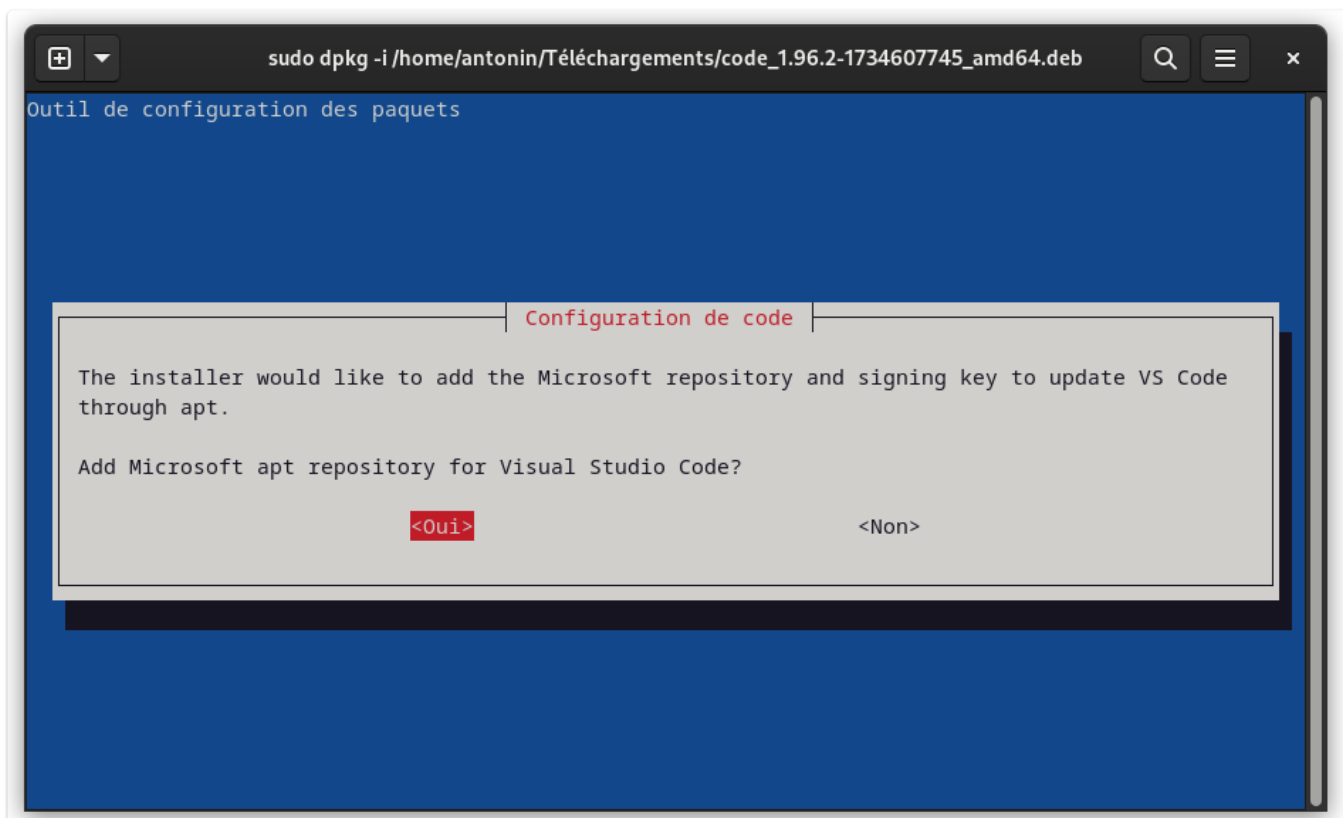 sudo dpkg -i /home/antonin/Téléchargements/code_1.96.2-1734607745_amd64.deb
Outil de configuration des paquets
Configuration de code
The installer would like to add the Microsoft repository and signing key to update VS Code
through apt.
Add Microsoft apt repository for Visual Studio Code?
<Oui> <Non>